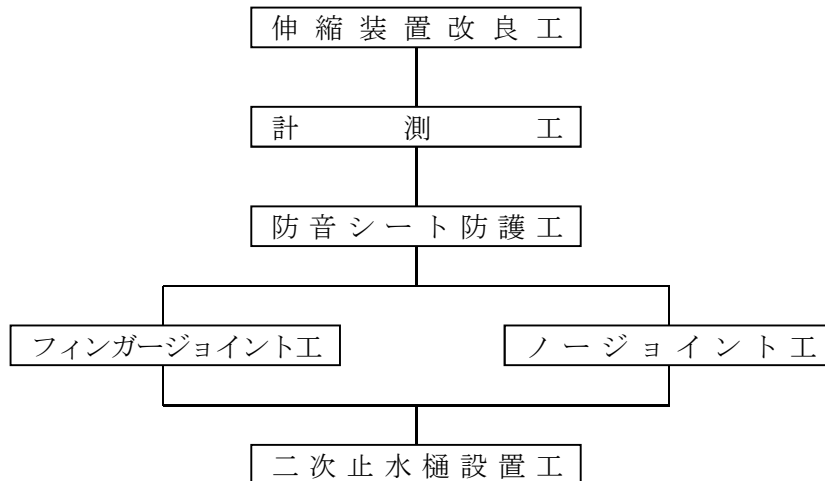 伸縮装置改良工
計測工
防音シート防護工
フィンガージョイント工
ノージョイント工
二次止水樋設置工